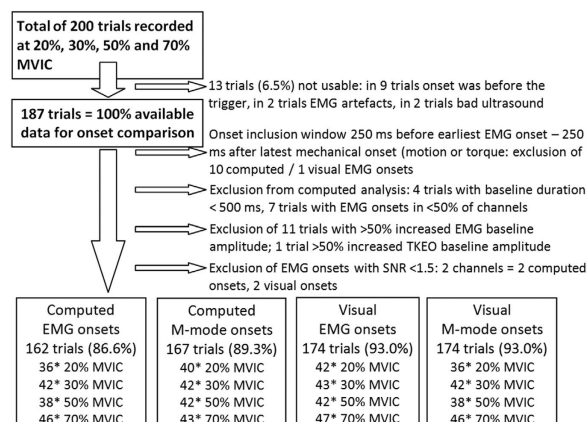 Total of 200 trials recorded
at 20%, 30%, 50% and 70%
MVIC
13 trials (6.5%) not usable: in 9 trials onset was before the
trigger, in 2 trials EMG artefacts, in 2 trials bad ultrasound
187 trials = 100% available
data for onset comparison
Onset inclusion window 250 ms before earliest EMG onset – 250
ms after latest mechanical onset (motion or torque: exclusion of
10 computed / 1 visual EMG onsets
Exclusion from computed analysis: 4 trials with baseline duration
< 500 ms, 7 trials with EMG onsets in <50% of channels
Exclusion of 11 trials with >50% increased EMG baseline
amplitude; 1 trial >50% increased TKEO baseline amplitude
Exclusion of EMG onsets with SNR <1.5: 2 channels = 2 computed
onsets, 2 visual onsets
Computed
EMG onsets
162 trials (86.6%)
36* 20% MVIC
42* 30% MVIC
38* 50% MVIC
46* 70% MVIC
Computed
M-mode onsets
167 trials (89.3%)
40* 20% MVIC
42* 30% MVIC
42* 50% MVIC
43* 70% MVIC
Visual
EMG onsets
174 trials (93.0%)
42* 20% MVIC
43* 30% MVIC
42* 50% MVIC
47* 70% MVIC
Visual
M-mode onsets
174 trials (93.0%)
36* 20% MVIC
42* 30% MVIC
38* 50% MVIC
46* 70% MVIC